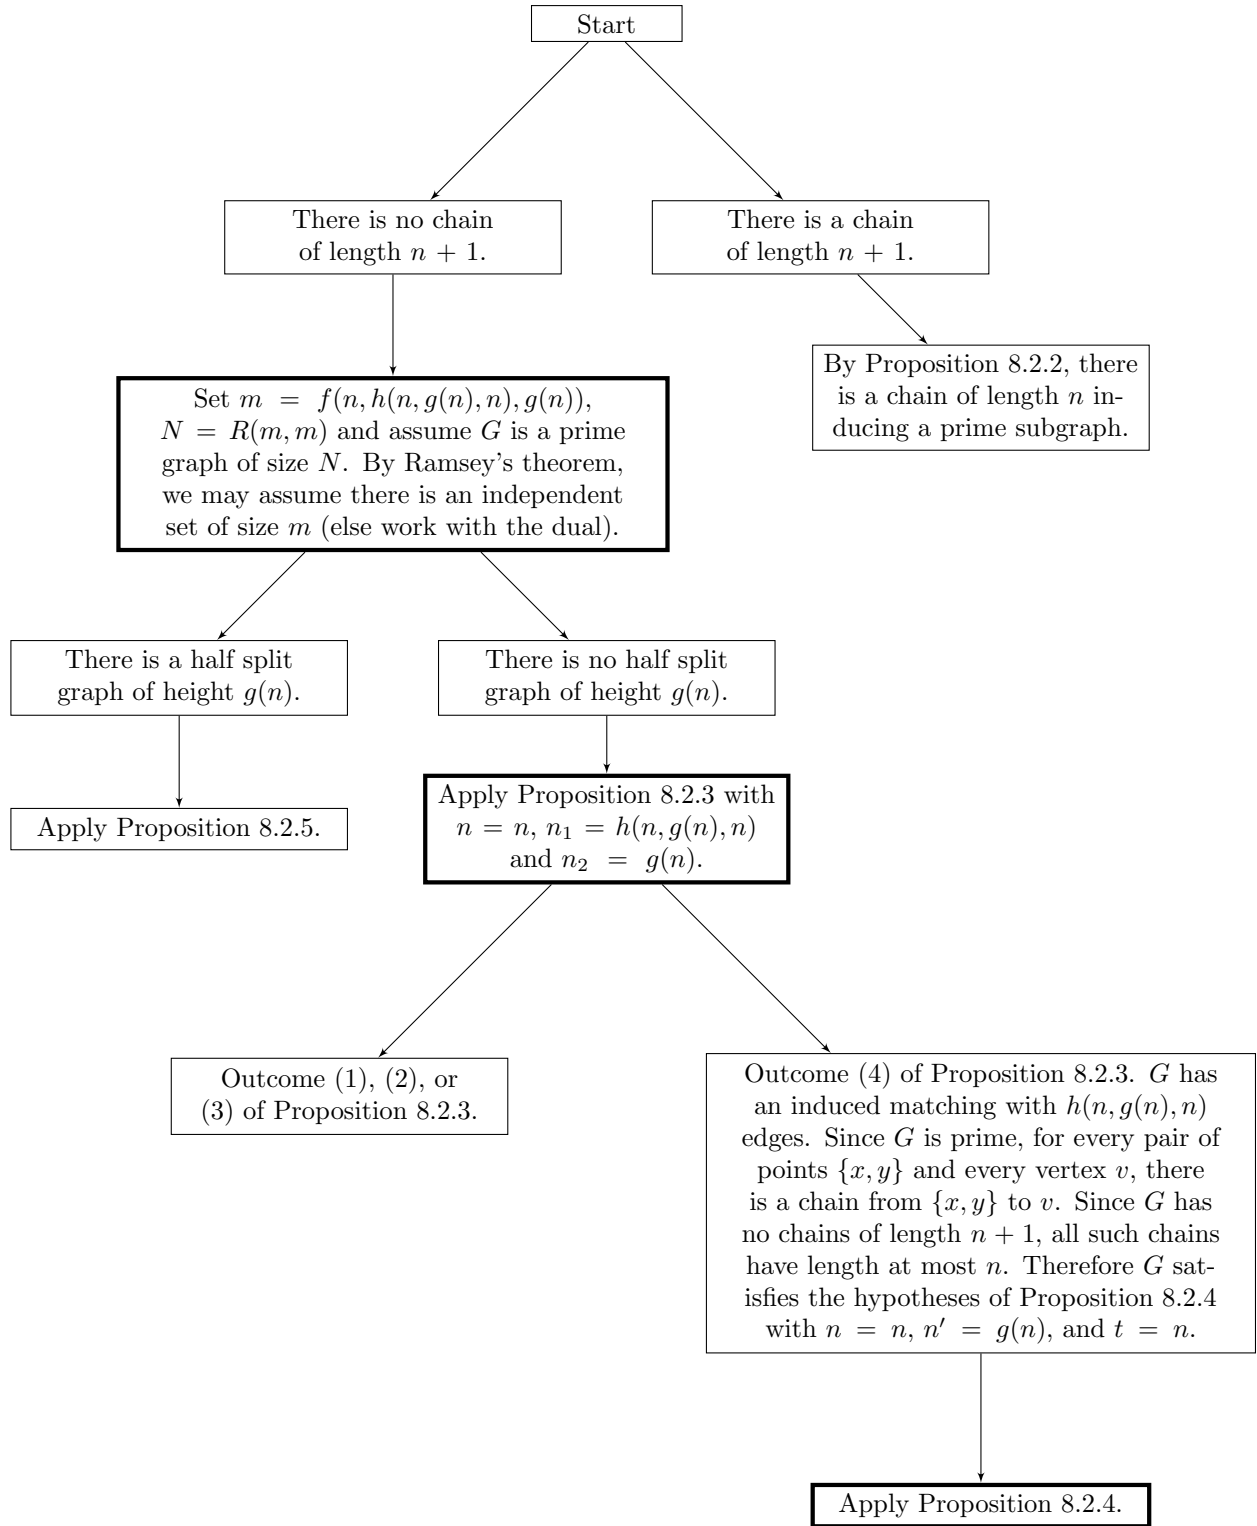 Start
There is no chain
of length n + 1.
There is a chain
of length n + 1.
By Proposition 8.2.2, there
is a chain of length n in-
ducing a prime subgraph.
Set m = f(n, h(n, g(n), n), g(n)),
N = R(m, m) and assume G is a prime
graph of size N. By Ramsey's theorem,
we may assume there is an independent
set of size m (else work with the dual).
There is a half split
graph of height g(n).
There is no half split
graph of height g(n).
Apply Proposition 8.2.5.
Apply Proposition 8.2.3 with
n = n, n₁ = h(n, g(n), n)
and n₂ = g(n).
Outcome (1), (2), or
(3) of Proposition 8.2.3.
Outcome (4) of Proposition 8.2.3. G has
an induced matching with h(n, g(n), n)
edges. Since G is prime, for every pair of
points {x, y} and every vertex v, there
is a chain from {x, y} to v. Since G has
no chains of length n + 1, all such chains
have length at most n. Therefore G sat-
isfies the hypotheses of Proposition 8.2.4
with n = n, n′ = g(n), and t = n.
Apply Proposition 8.2.4.